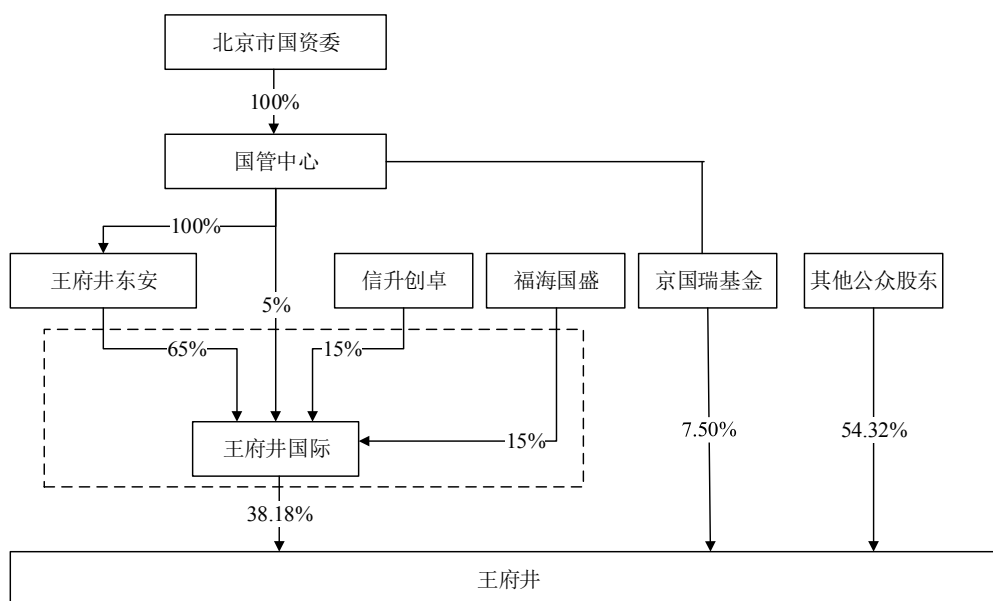 北京市国资委
100%
国管中心
100%
王府井东安
信升创卓
福海国盛
京国瑞基金
其他公众股东
5%
65%
15%
王府井国际
15%
7.50%
54.32%
38.18%
王府井